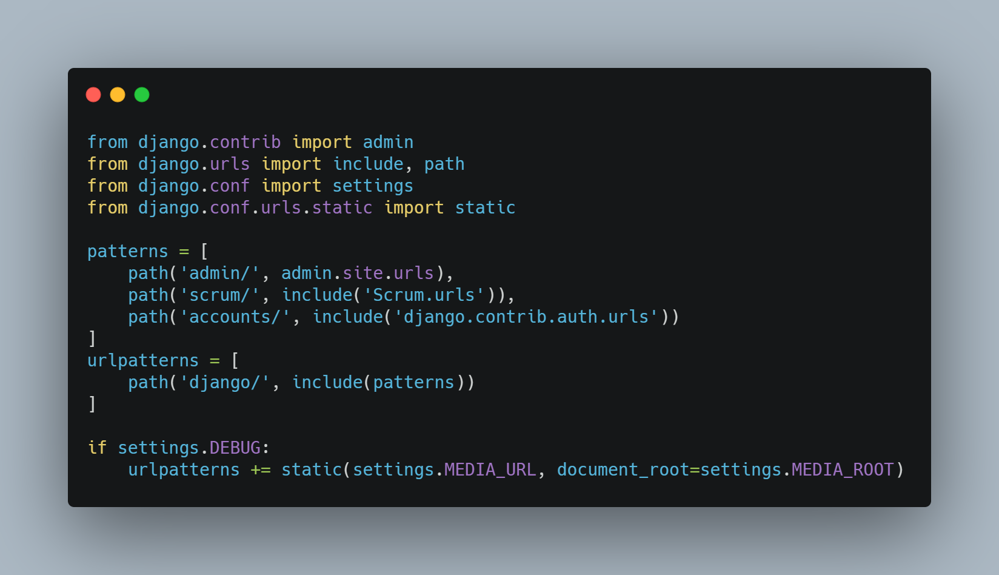 from django.contrib import admin
from django.urls import include, path
from django.conf import settings
from django.conf.urls.static import static

patterns = [
    path('admin/', admin.site.urls),
    path('scrum/', include('Scrum.urls')),
    path('accounts/', include('django.contrib.auth.urls'))
]
urlpatterns = [
    path('django/', include(patterns))
]

if settings.DEBUG:
    urlpatterns += static(settings.MEDIA_URL, document_root=settings.MEDIA_ROOT)